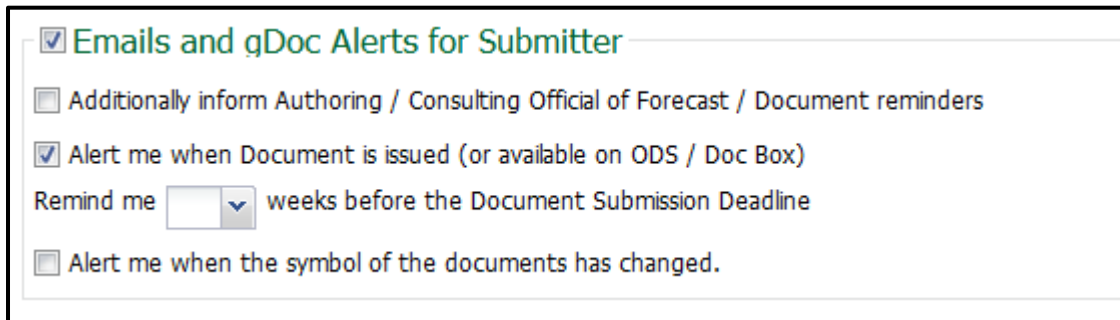 Emails and gDoc Alerts for Submitter
Additionally inform Authoring / Consulting Official of Forecast / Document reminders
Alert me when Document is issued (or available on ODS / Doc Box)
Remind me weeks before the Document Submission Deadline
Alert me when the symbol of the documents has changed.